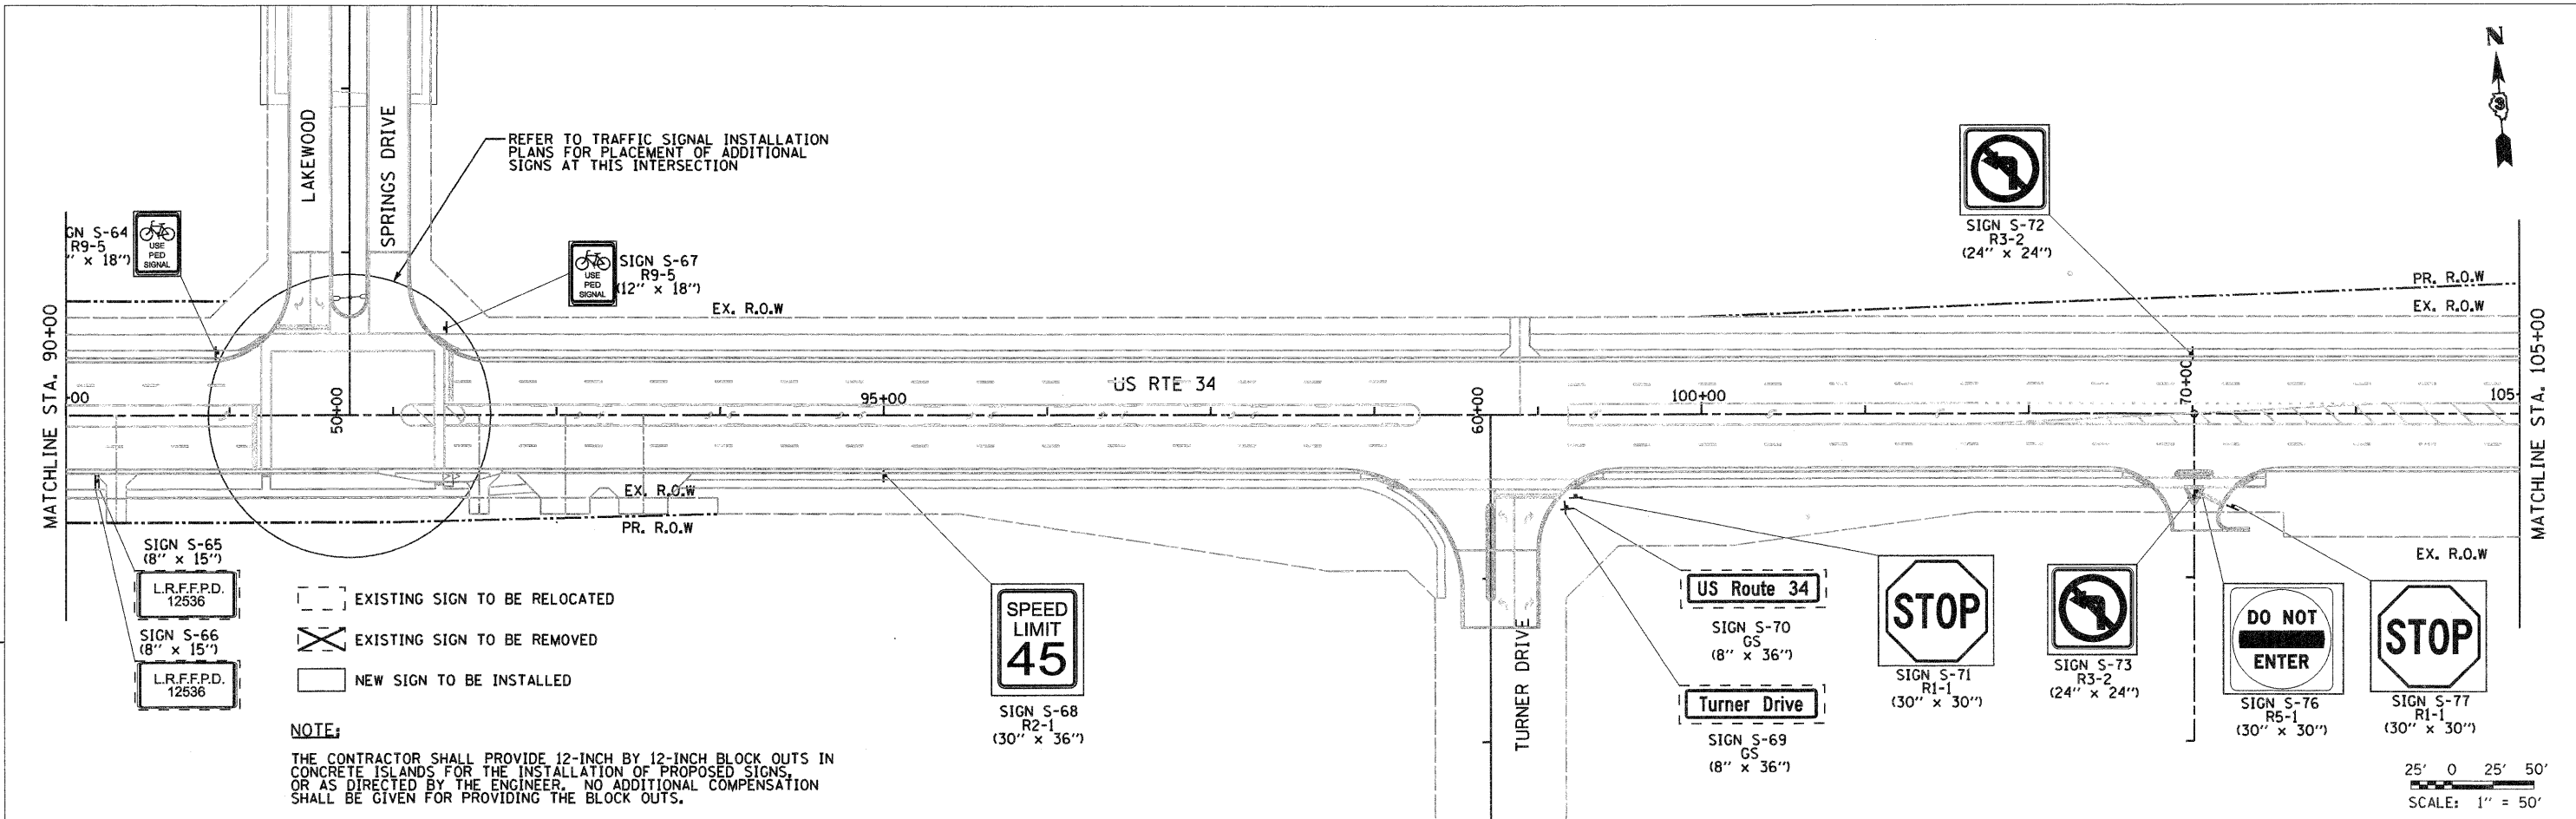 N
3
LAKEWOOD
SPRINGS DRIVE
REFER TO TRAFFIC SIGNAL INSTALLATION
PLANS FOR PLACEMENT OF ADDITIONAL
SIGNS AT THIS INTERSECTION
GN S-64
R9-5
" x 18")
USE
PED
SIGNAL
USE
PED
SIGNAL
SIGN S-67
R9-5
(12" x 18")
SIGN S-72
R3-2
(24" x 24")
EX. R.O.W
PR. R.O.W
EX. R.O.W
MATCHLINE STA. 90+00
MATCHLINE STA. 105+00
US RTE 34
+00
50+00
95+00
60+00
100+00
70+00
105+
EX. R.O.W
PR. R.O.W
EX. R.O.W
SIGN S-65
(8" x 15")
L.R.F.F.P.D.
12536
SIGN S-66
(8" x 15")
L.R.F.F.P.D.
12536
EXISTING SIGN TO BE RELOCATED
EXISTING SIGN TO BE REMOVED
NEW SIGN TO BE INSTALLED
NOTE:
THE CONTRACTOR SHALL PROVIDE 12-INCH BY 12-INCH BLOCK OUTS IN
CONCRETE ISLANDS FOR THE INSTALLATION OF PROPOSED SIGNS,
OR AS DIRECTED BY THE ENGINEER. NO ADDITIONAL COMPENSATION
SHALL BE GIVEN FOR PROVIDING THE BLOCK OUTS.
SPEED
LIMIT
45
SIGN S-68
R2-1
(30" x 36")
TURNER DRIVE
US Route 34
SIGN S-70
GS
(8" x 36")
Turner Drive
SIGN S-69
GS
(8" x 36")
STOP
SIGN S-71
R1-1
(30" x 30")
SIGN S-73
R3-2
(24" x 24")
DO NOT
ENTER
SIGN S-76
R5-1
(30" x 30")
STOP
SIGN S-77
R1-1
(30" x 30")
25' 0 25' 50'
SCALE: 1" = 50'